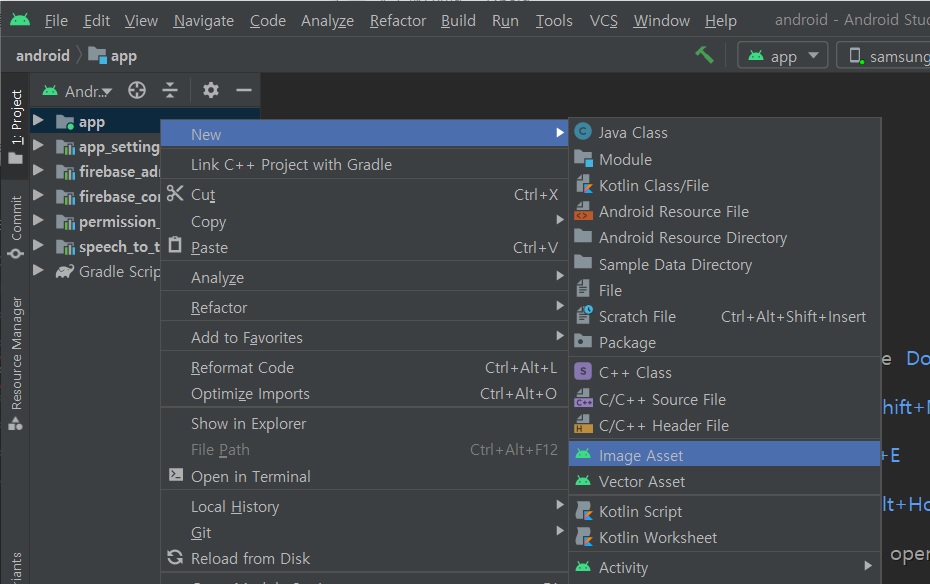 File Edit View Navigate Code Analyze Refactor Build Run Tools VCS Window Help android - Android Stu
android app
app samsung
Andr..
1: Project
Commit
Resource Manager
app
app_setting
firebase_ad
firebase_co
permission_
speech_to_t
Gradle Scrip
New
Link C++ Project with Gradle
Cut Ctrl+X
Copy
Paste Ctrl+V
Analyze
Refactor
Add to Favorites
Reformat Code Ctrl+Alt+L
Optimize Imports Ctrl+Alt+O
Show in Explorer
File Path Ctrl+Alt+F12
Open in Terminal
Local History
Git
Reload from Disk
Java Class
Module
Kotlin Class/File
Android Resource File
Android Resource Directory
Sample Data Directory
File
Scratch File Ctrl+Alt+Shift+Insert
Package
C++ Class
C/C++ Source File
C/C++ Header File
Image Asset
Vector Asset
Kotlin Script
Kotlin Worksheet
Activity
e Do
hift+
+E
lt+Ho
oper
iants